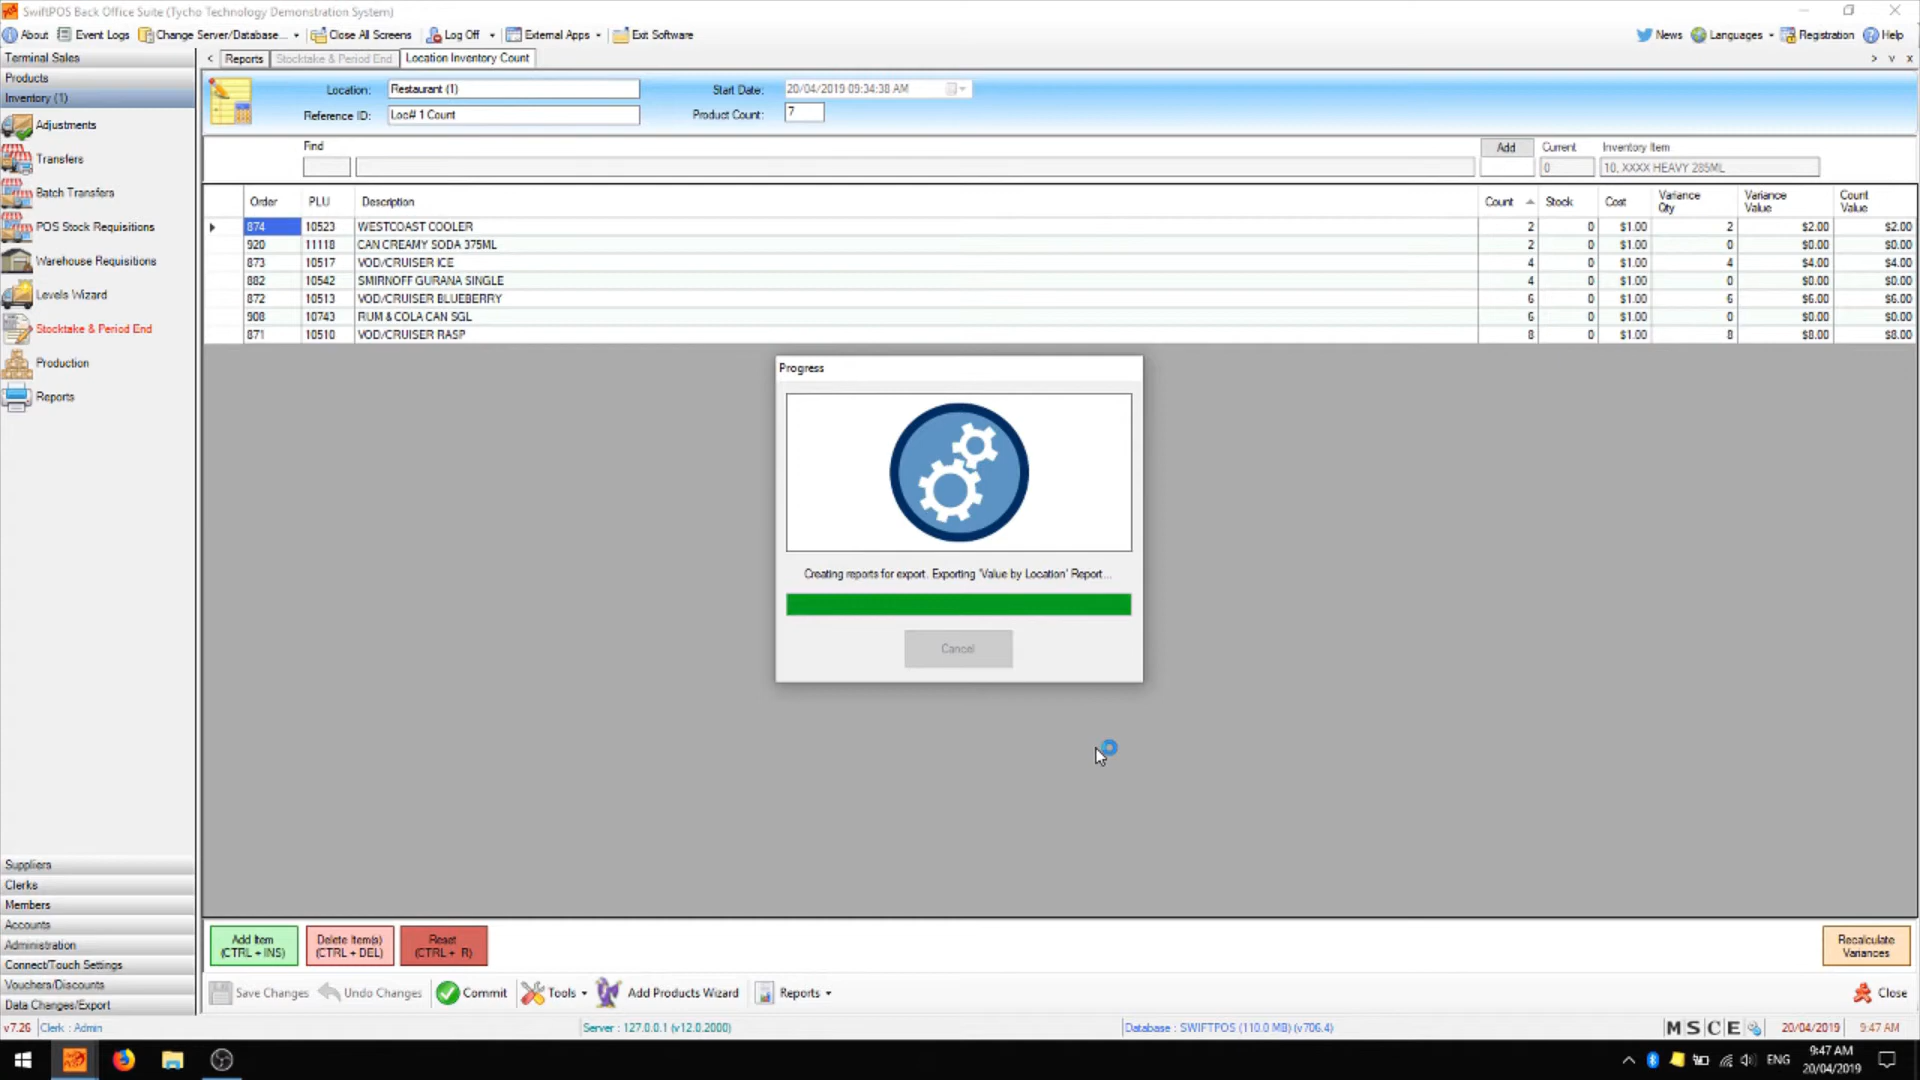 SwiftPOS Back Office Suite (Tycho Technology Demonstration System)
About Event Logs Change Server/Database... Close All Screens Log Off External Apps Exit Software News Languages Registration Help
Terminal Sales
Products
Inventory (1)
Adjustments
Transfers
Batch Transfers
POS Stock Requisitions
Warehouse Requisitions
Levels Wizard
Stocktake & Period End
Production
Reports
Suppliers
Clerks
Members
Accounts
Administration
Connect/Touch Settings
Vouchers/Discounts
Data Changes/Export
< Reports Stocktake & Period End Location Inventory Count > v x
Location: Restaurant (1) Start Date: 20/04/2019 09:34:38 AM
Reference ID: Loc# 1 Count Product Count: 7
Find Add Current Inventory Item
0 10, XXXX HEAVY 285ML
Order PLU Description Count Stock Cost Variance Qty Variance Value Count Value
874 10523 WESTCOAST COOLER 2 0 $1.00 2 $2.00 $2.00
920 11118 CAN CREAMY SODA 375ML 2 0 $1.00 0 $0.00 $0.00
873 10517 VOD/CRUISER ICE 4 0 $1.00 4 $4.00 $4.00
882 10542 SMIRNOFF GURANA SINGLE 4 0 $1.00 0 $0.00 $0.00
872 10513 VOD/CRUISER BLUEBERRY 6 0 $1.00 6 $6.00 $6.00
908 10743 RUM & COLA CAN SGL 6 0 $1.00 0 $0.00 $0.00
871 10510 VOD/CRUISER RASP 8 0 $1.00 8 $8.00 $8.00
Progress
Creating reports for export. Exporting 'Value by Location' Report...
Cancel
Add Item (CTRL + INS)
Delete Item(s) (CTRL + DEL)
Reset (CTRL + R)
Recalculate Variances
Save Changes Undo Changes Commit Tools Add Products Wizard Reports Close
v7.26 Clerk : Admin Server : 127.0.0.1 (v12.0.2000) Database : SWIFTPOS (110.0 MB) (v706.4) M S C E 20/04/2019 9:47 AM
ENG 9:47 AM
20/04/2019